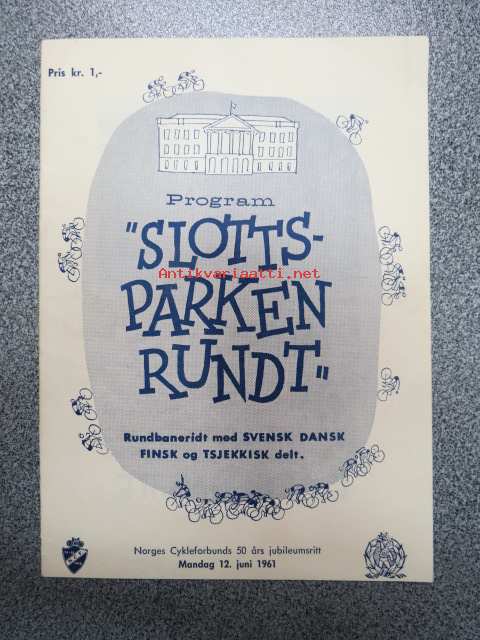 Pris kr. 1,-
Program
"SLOTTS-
Antikvariaatti.net
PARKEN
RUNDT"
Rundbaneridt med SVENSK DANSK
FINSK og TSJEKKISK delt.
Norges Cykleforbunds 50 års jubileumsritt
Mandag 12. juni 1961